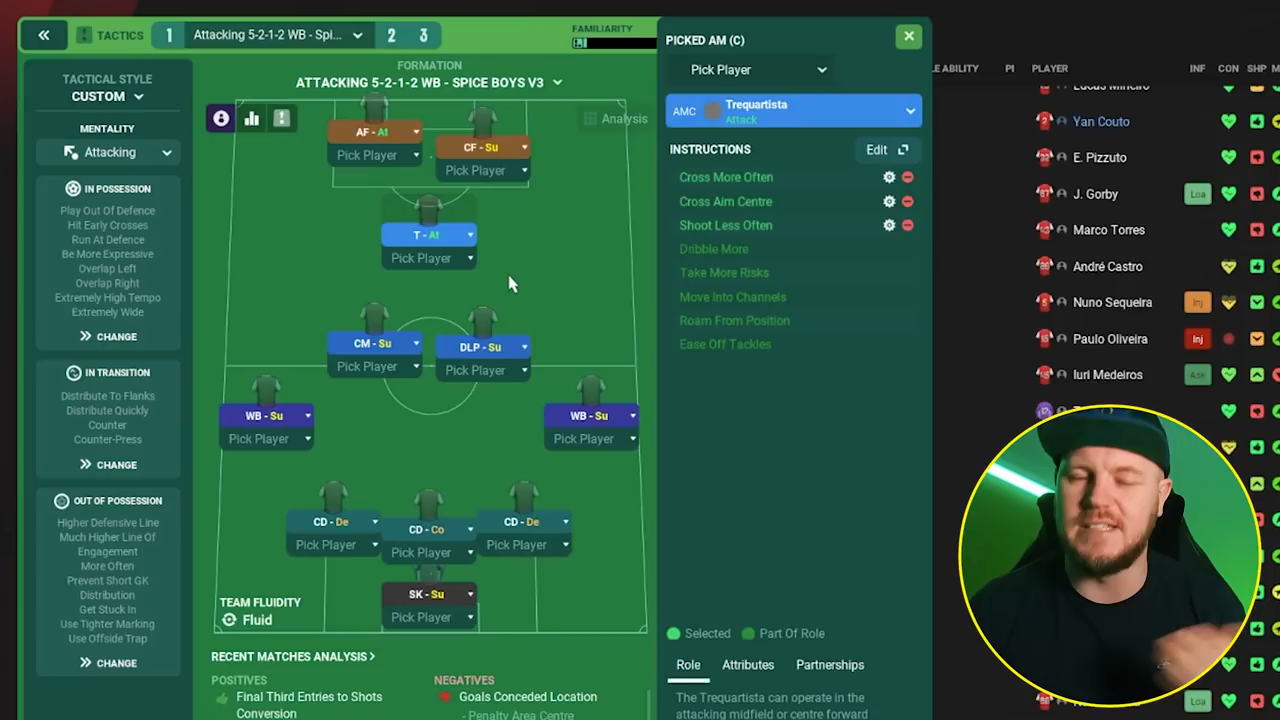 TACTICS
1
Attacking 5-2-1-2 WB - Spi...
2
3
FAMILIARITY
TACTICAL STYLE
CUSTOM
MENTALITY
Attacking
IN POSSESSION
Play Out Of Defence
Hit Early Crosses
Run At Defence
Be More Expressive
Overlap Left
Overlap Right
Extremely High Tempo
Extremely Wide
CHANGE
IN TRANSITION
Distribute To Flanks
Distribute Quickly
Counter
Counter-Press
CHANGE
OUT OF POSSESSION
Higher Defensive Line
Much Higher Line Of
Engagement
More Often
Prevent Short GK
Distribution
Get Stuck In
Use Tighter Marking
Use Offside Trap
CHANGE
FORMATION
ATTACKING 5-2-1-2 WB - SPICE BOYS V3
Analysis
AF - At
Pick Player
CF - Su
Pick Player
T - At
Pick Player
CM - Su
Pick Player
DLP - Su
Pick Player
WB - Su
Pick Player
WB - Su
Pick Player
CD - De
Pick Player
CD - Co
Pick Player
CD - De
Pick Player
SK - Su
Pick Player
TEAM FLUIDITY
Fluid
RECENT MATCHES ANALYSIS >
POSITIVES
Final Third Entries to Shots
Conversion
NEGATIVES
Goals Conceded Location
- Penalty Area Centre
PICKED AM (C)
Pick Player
AMC
Trequartista
Attack
INSTRUCTIONS
Edit
Cross More Often
Cross Aim Centre
Shoot Less Often
Dribble More
Take More Risks
Move Into Channels
Roam From Position
Ease Off Tackles
Selected
Part Of Role
Role
Attributes
Partnerships
The Trequartista can operate in the
attacking midfield or centre forward
LE ABILITY
PI
PLAYER
INF
CON
SHP
Lucas Mineiro
Yan Couto
E. Pizzuto
J. Gorby
Loa
Marco Torres
André Castro
Nuno Sequeira
Inj
Paulo Oliveira
Inj
Iuri Medeiros
Ask
Loa